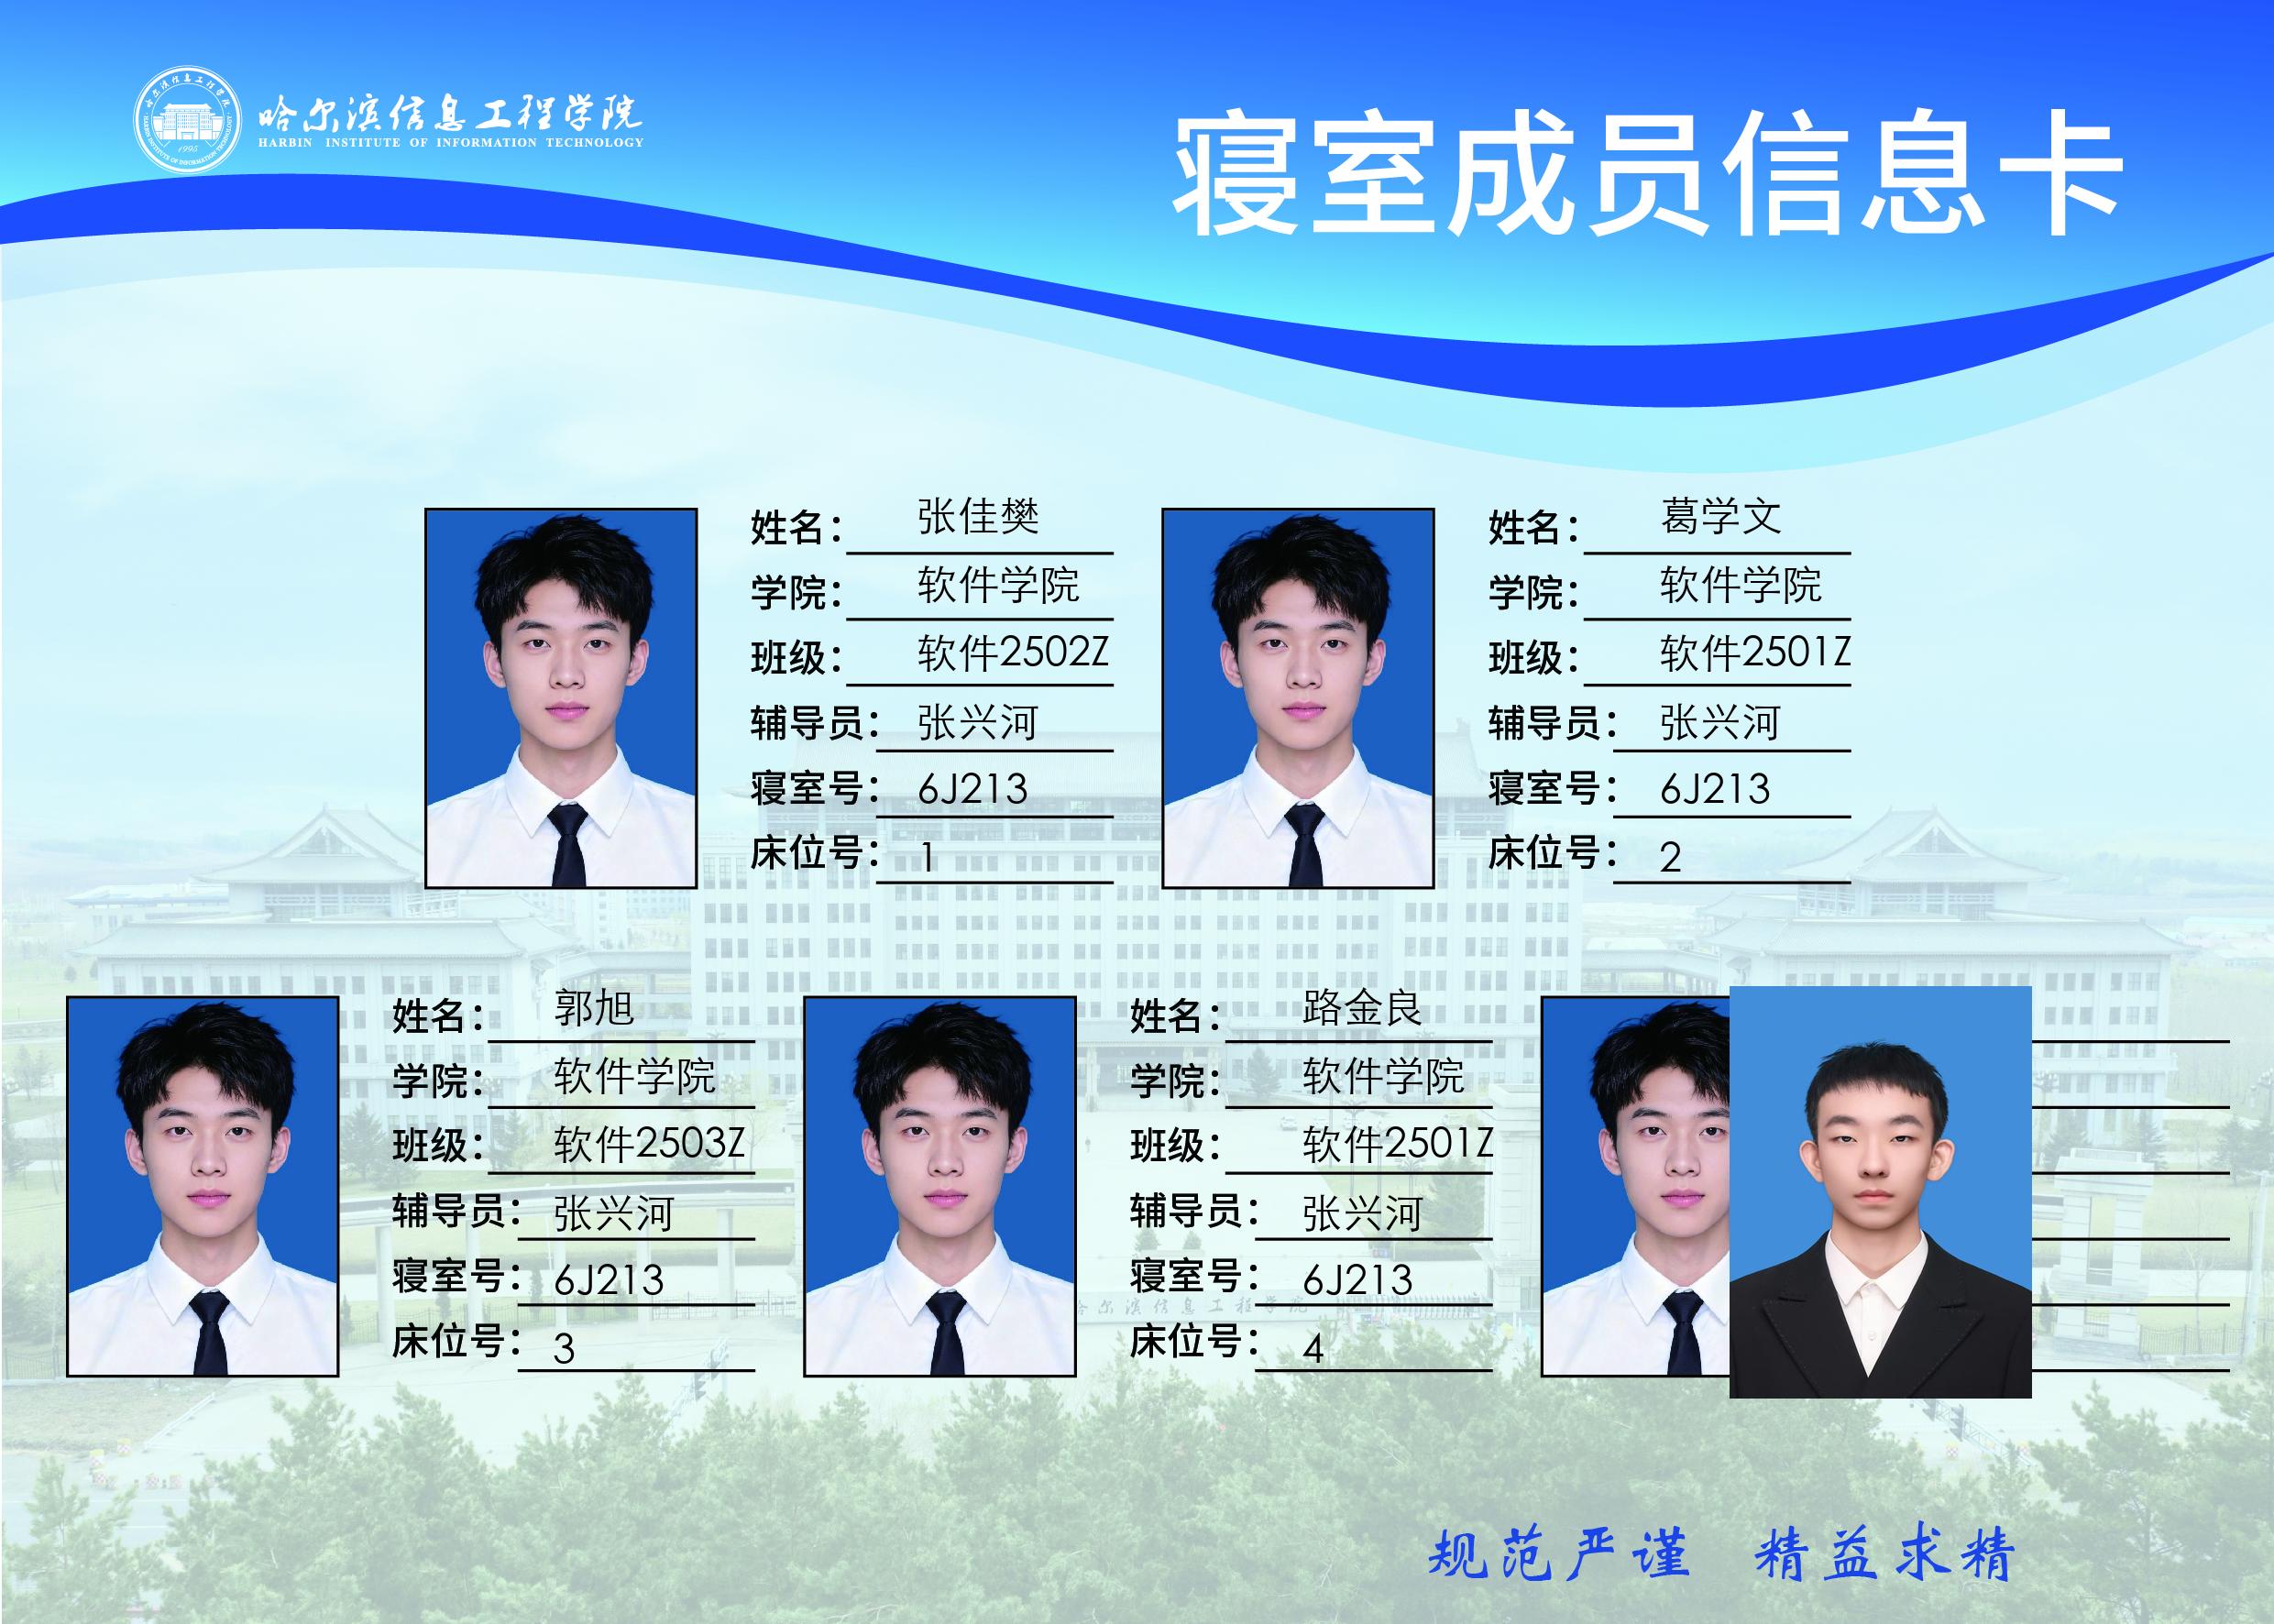 哈尔滨信息工程学院
HARBIN INSTITUTE OF INFORMATION TECHNOLOGY
1995
寝室成员信息卡
姓名：张佳樊
学院：软件学院
班级：软件2502Z
辅导员：张兴河
寝室号：6J213
床位号：1
姓名：葛学文
学院：软件学院
班级：软件2501Z
辅导员：张兴河
寝室号：6J213
床位号：2
姓名：郭旭
学院：软件学院
班级：软件2503Z
辅导员：张兴河
寝室号：6J213
床位号：3
姓名：路金良
学院：软件学院
班级：软件2501Z
辅导员：张兴河
寝室号：6J213
床位号：4
哈尔滨信息工程学院
规范严谨 精益求精